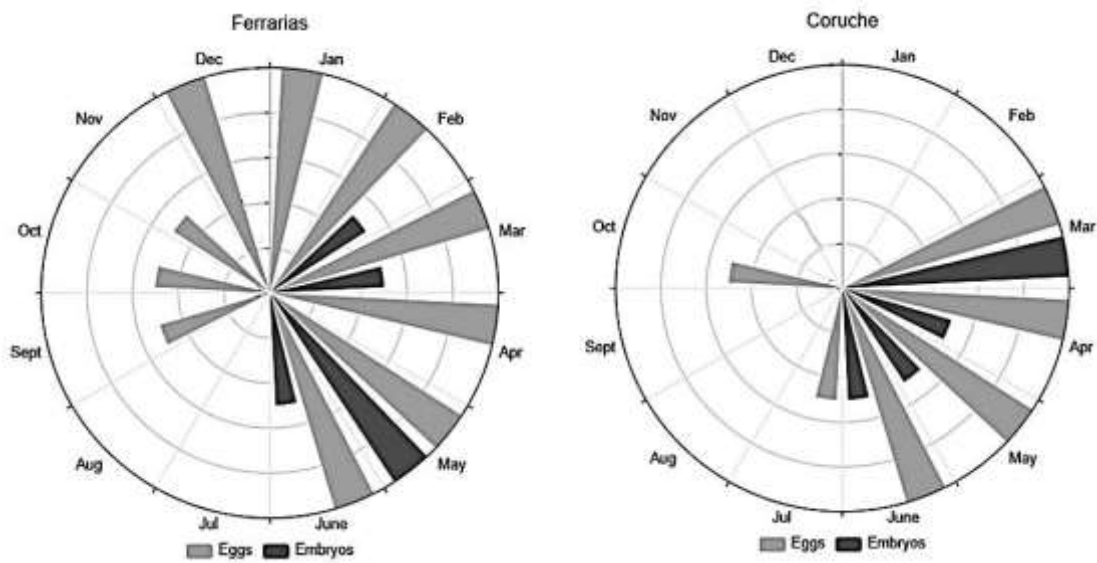 Ferrarias
Dec
Jan
Nov
Feb
Oct
Mar
Sept
Apr
Aug
May
Jul
June
Eggs Embryos
Coruche
Dec
Jan
Nov
Feb
Oct
Mar
Sept
Apr
Aug
May
Jul
June
Eggs Embryos